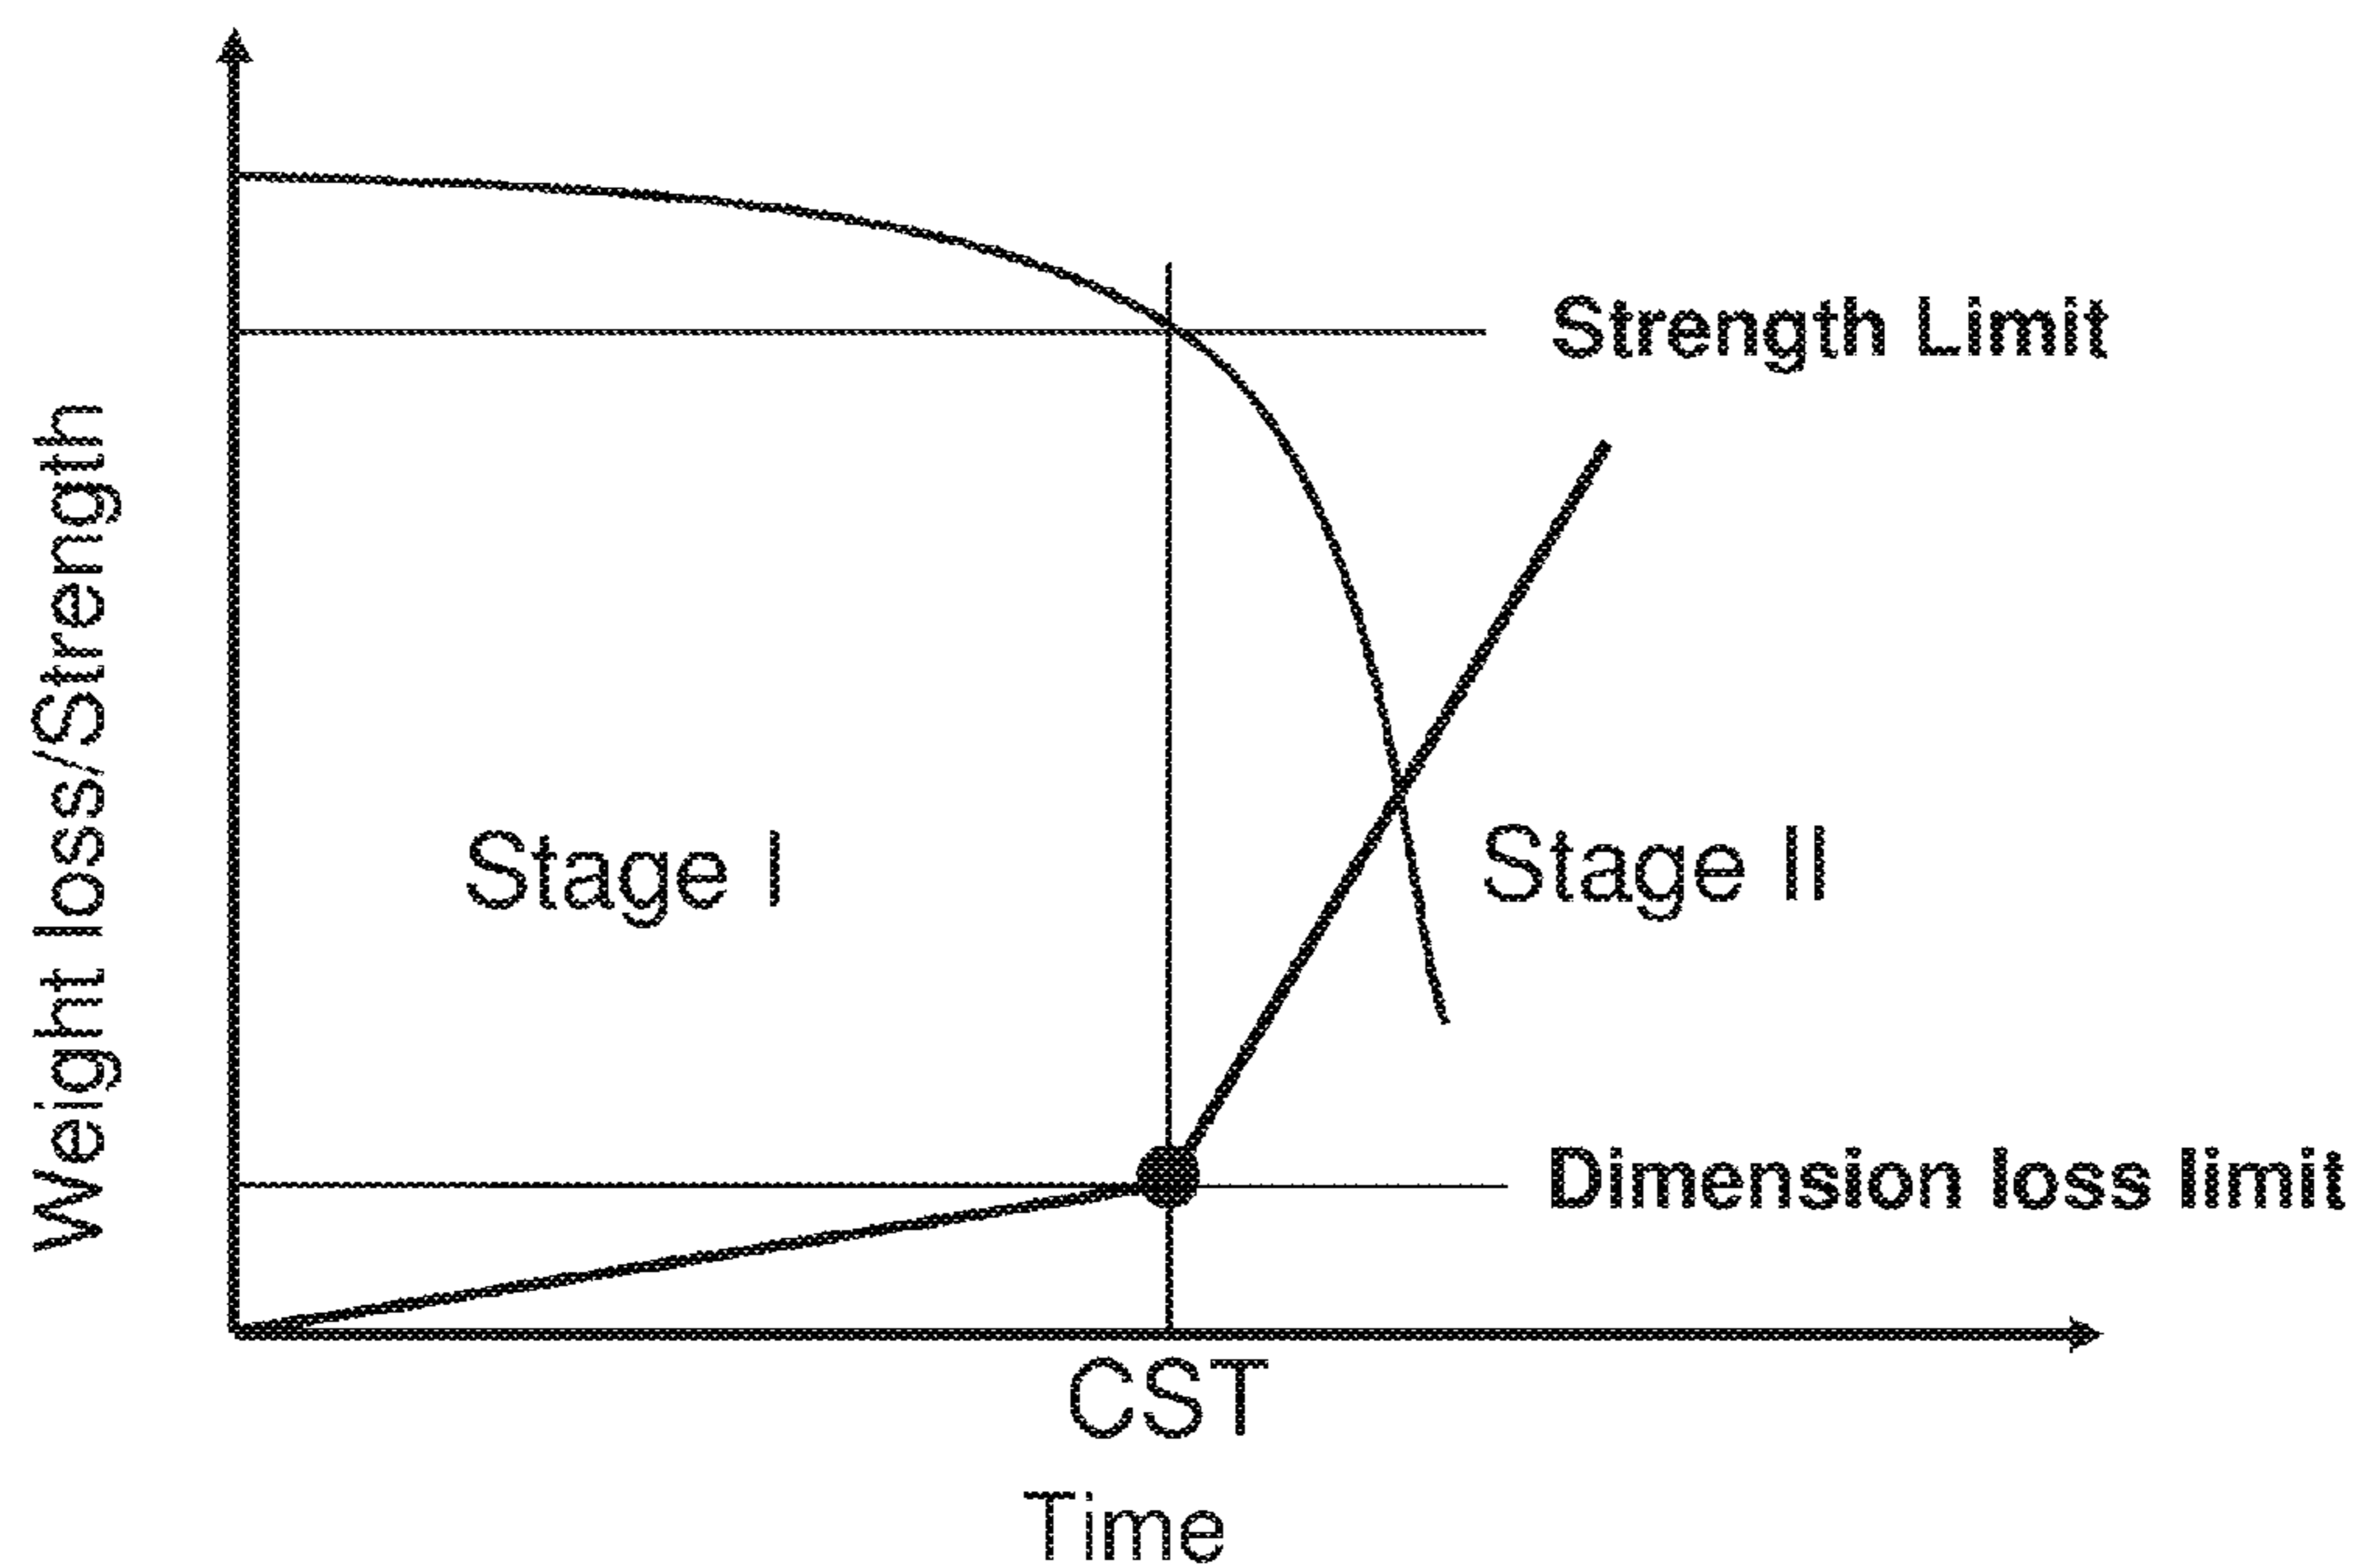 Weight loss/Strength
Strength Limit
Stage I
Stage II
Dimension loss limit
CST
Time